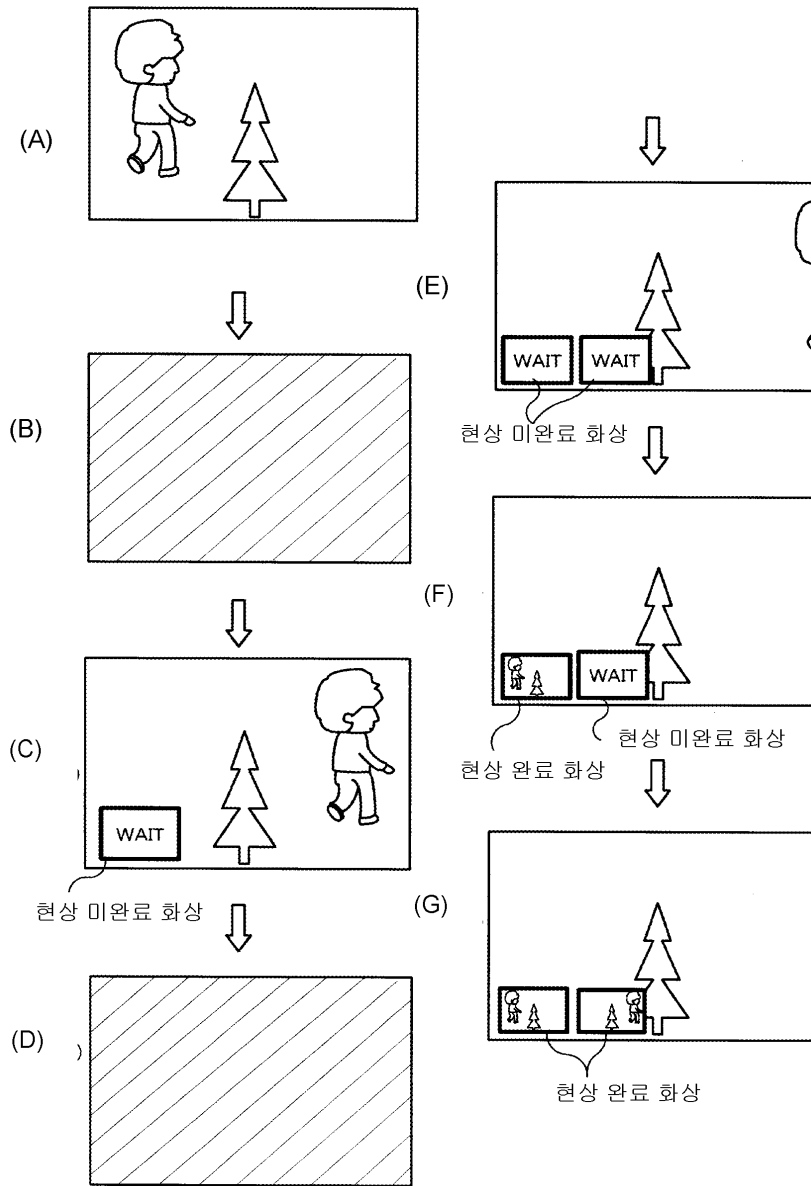 (A)
(B)
(C)
WAIT
현상 미완료 화상
(D)
(E)
WAIT WAIT
현상 미완료 화상
(F)
WAIT
현상 미완료 화상
현상 완료 화상
(G)
현상 완료 화상